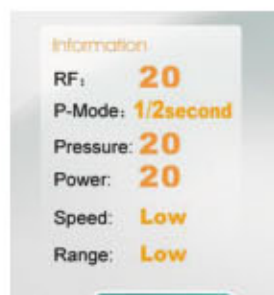 Information
RF: 20
P-Mode: 1/2second
Pressure: 20
Power: 20
Speed: Low
Range: Low